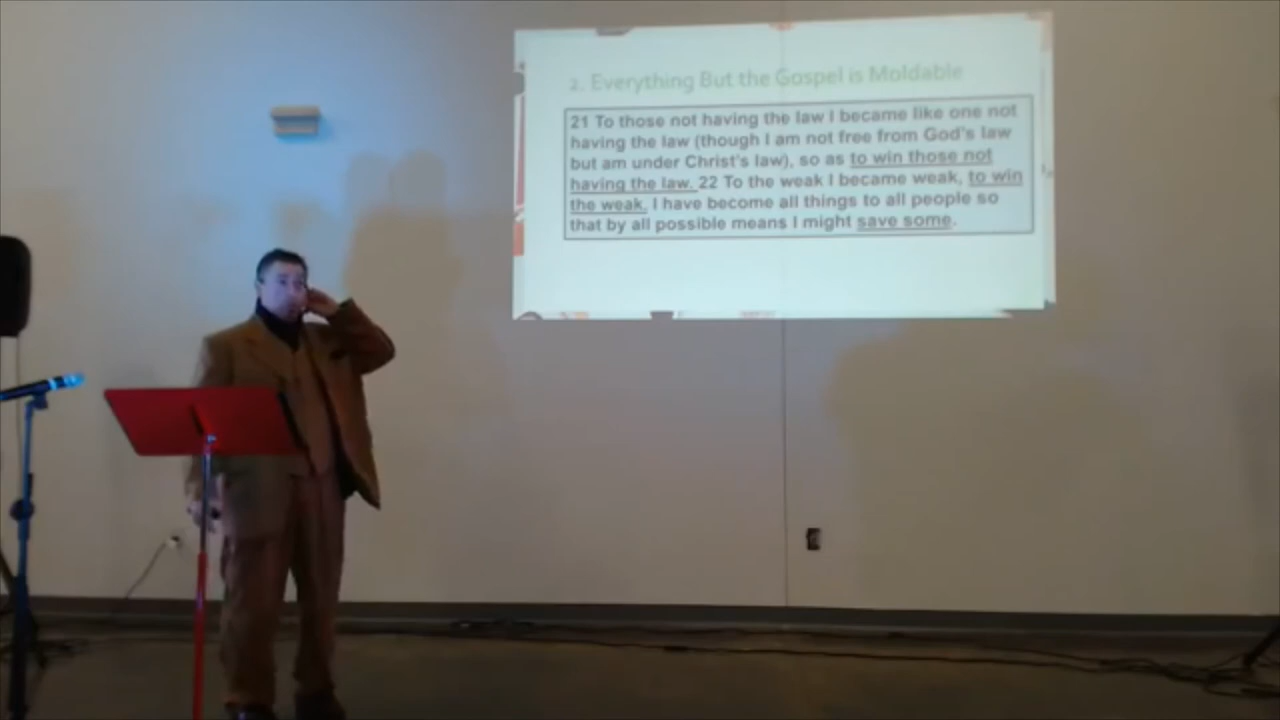 2. Everything But the Gospel is Moldable
21 To those not having the law I became like one not
having the law (though I am not free from God's law
but am under Christ's law), so as to win those not
having the law. 22 To the weak I became weak, to win
the weak. I have become all things to all people so
that by all possible means I might save some.